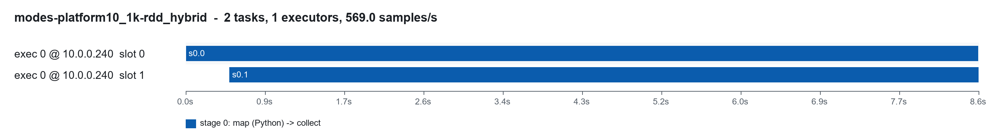 modes-platform10_1k-rdd_hybrid - 2 tasks, 1 executors, 569.0 samples/s
exec 0 @ 10.0.0.240 slot 0
s0.0
exec 0 @ 10.0.0.240 slot 1
s0.1
0.0s 0.9s 1.7s 2.6s 3.4s 4.3s 5.2s 6.0s 6.9s 7.7s 8.6s
stage 0: map (Python) -> collect